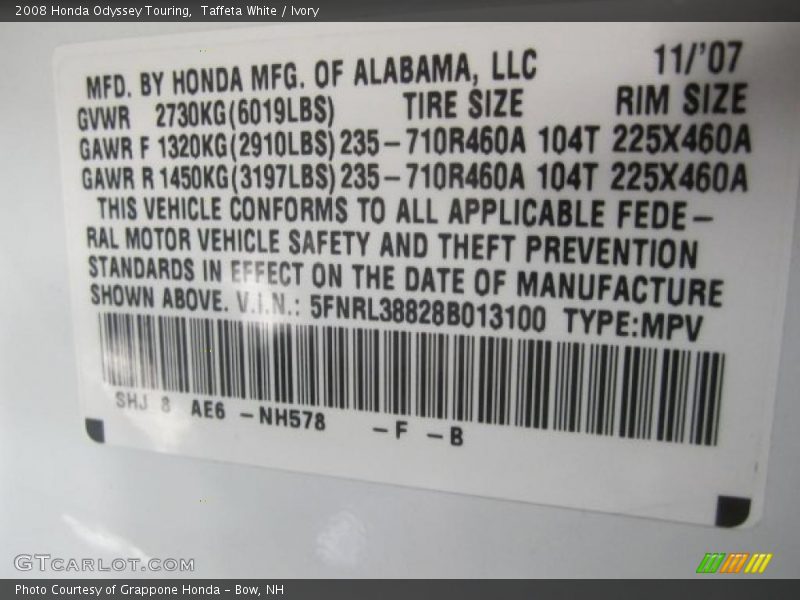 2008 Honda Odyssey Touring,  Taffeta White / Ivory
MFD. BY HONDA MFG. OF ALABAMA, LLC 11/'07
GVWR 2730KG(6019LBS) TIRE SIZE RIM SIZE
GAWR F 1320KG(2910LBS) 235-710R460A 104T 225X460A
GAWR R 1450KG(3197LBS) 235-710R460A 104T 225X460A
THIS VEHICLE CONFORMS TO ALL APPLICABLE FEDE-
RAL MOTOR VEHICLE SAFETY AND THEFT PREVENTION
STANDARDS IN EFFECT ON THE DATE OF MANUFACTURE
SHOWN ABOVE. V.I.N.: 5FNRL38828B013100 TYPE:MPV
SHJ 8 AE6 -NH578 -F -B
GTCARLOT.COM
Photo Courtesy of Grappone Honda - Bow, NH